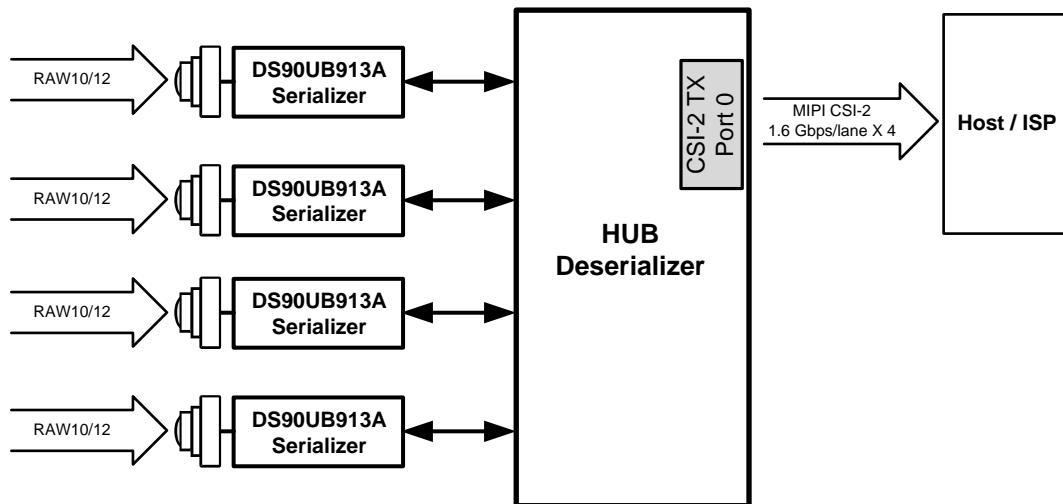 RAW10/12
DS90UB913A
Serializer
RAW10/12
DS90UB913A
Serializer
RAW10/12
DS90UB913A
Serializer
RAW10/12
DS90UB913A
Serializer
HUB
Deserializer
CSI-2 TX
Port 0
MIPI CSI-2
1.6 Gbps/lane X 4
Host / ISP